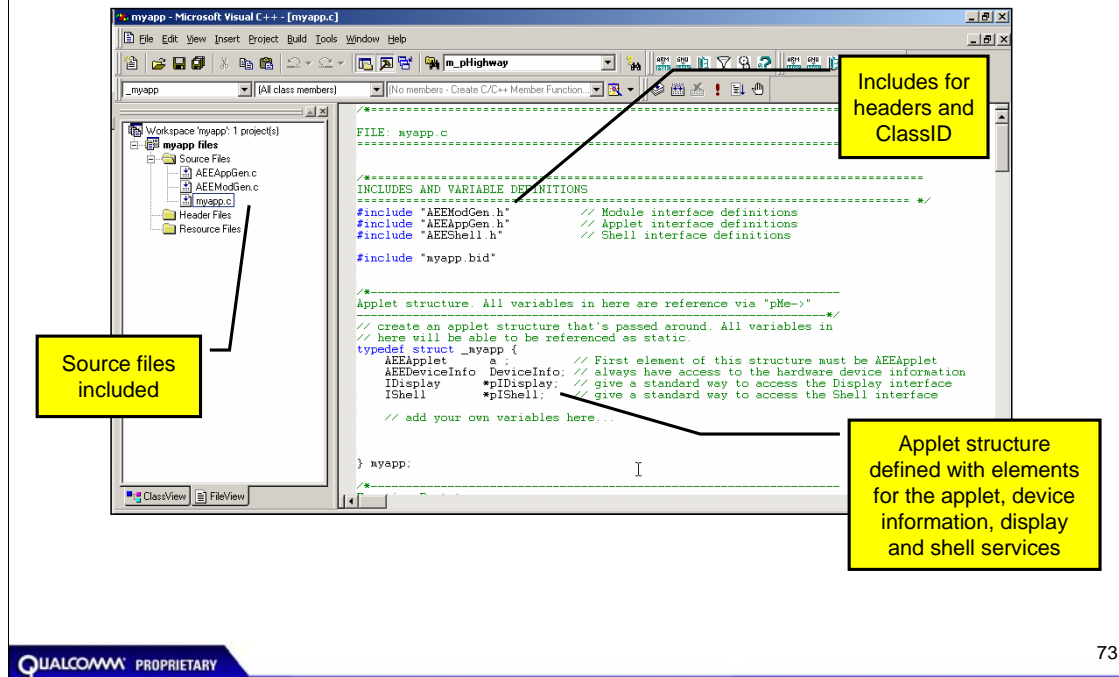 myapp - Microsoft Visual C++ - [myapp.c]
File Edit View Insert Project Build Tools Window Help
m_pHighway
_myapp
(All class members)
(No members - Create C/C++ Member Function...
Workspace 'myapp': 1 project(s)
myapp files
Source Files
AEEAppGen.c
AEEModGen.c
myapp.c
Header Files
Resource Files
ClassView
FileView
/*===========================================================================
FILE: myapp.c
===========================================================================
/*===========================================================================
INCLUDES AND VARIABLE DEFINITIONS
=========================================================================== */
#include "AEEModGen.h" // Module interface definitions
#include "AEEAppGen.h" // Applet interface definitions
#include "AEEShell.h" // Shell interface definitions
#include "myapp.bid"
/*-------------------------------------------------------------------
Applet structure. All variables in here are reference via "pMe->"
-------------------------------------------------------------------*/
// create an applet structure that's passed around. All variables in
// here will be able to be referenced as static.
typedef struct _myapp {
AEEApplet a ; // First element of this structure must be AEEApplet
AEEDeviceInfo DeviceInfo; // always have access to the hardware device information
IDisplay *pIDisplay; // give a standard way to access the Display interface
IShell *pIShell; // give a standard way to access the Shell interface
// add your own variables here...
} myapp;
/*-------------------------------------------------------------------
Includes for
headers and
ClassID
Source files
included
Applet structure
defined with elements
for the applet, device
information, display
and shell services
QUALCOMM PROPRIETARY
73